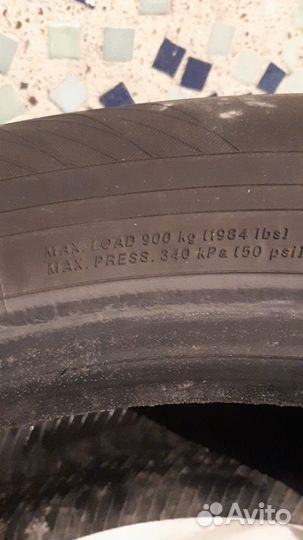 MAX. LOAD 900 kg (1984 lbs)
MAX. PRESS. 340 kPa (50 psi)
Avito